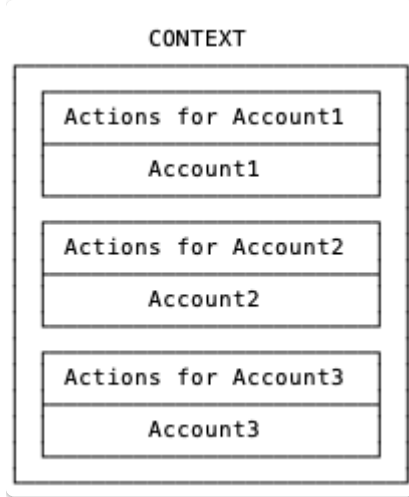 CONTEXT
Actions for Account1
Account1
Actions for Account2
Account2
Actions for Account3
Account3